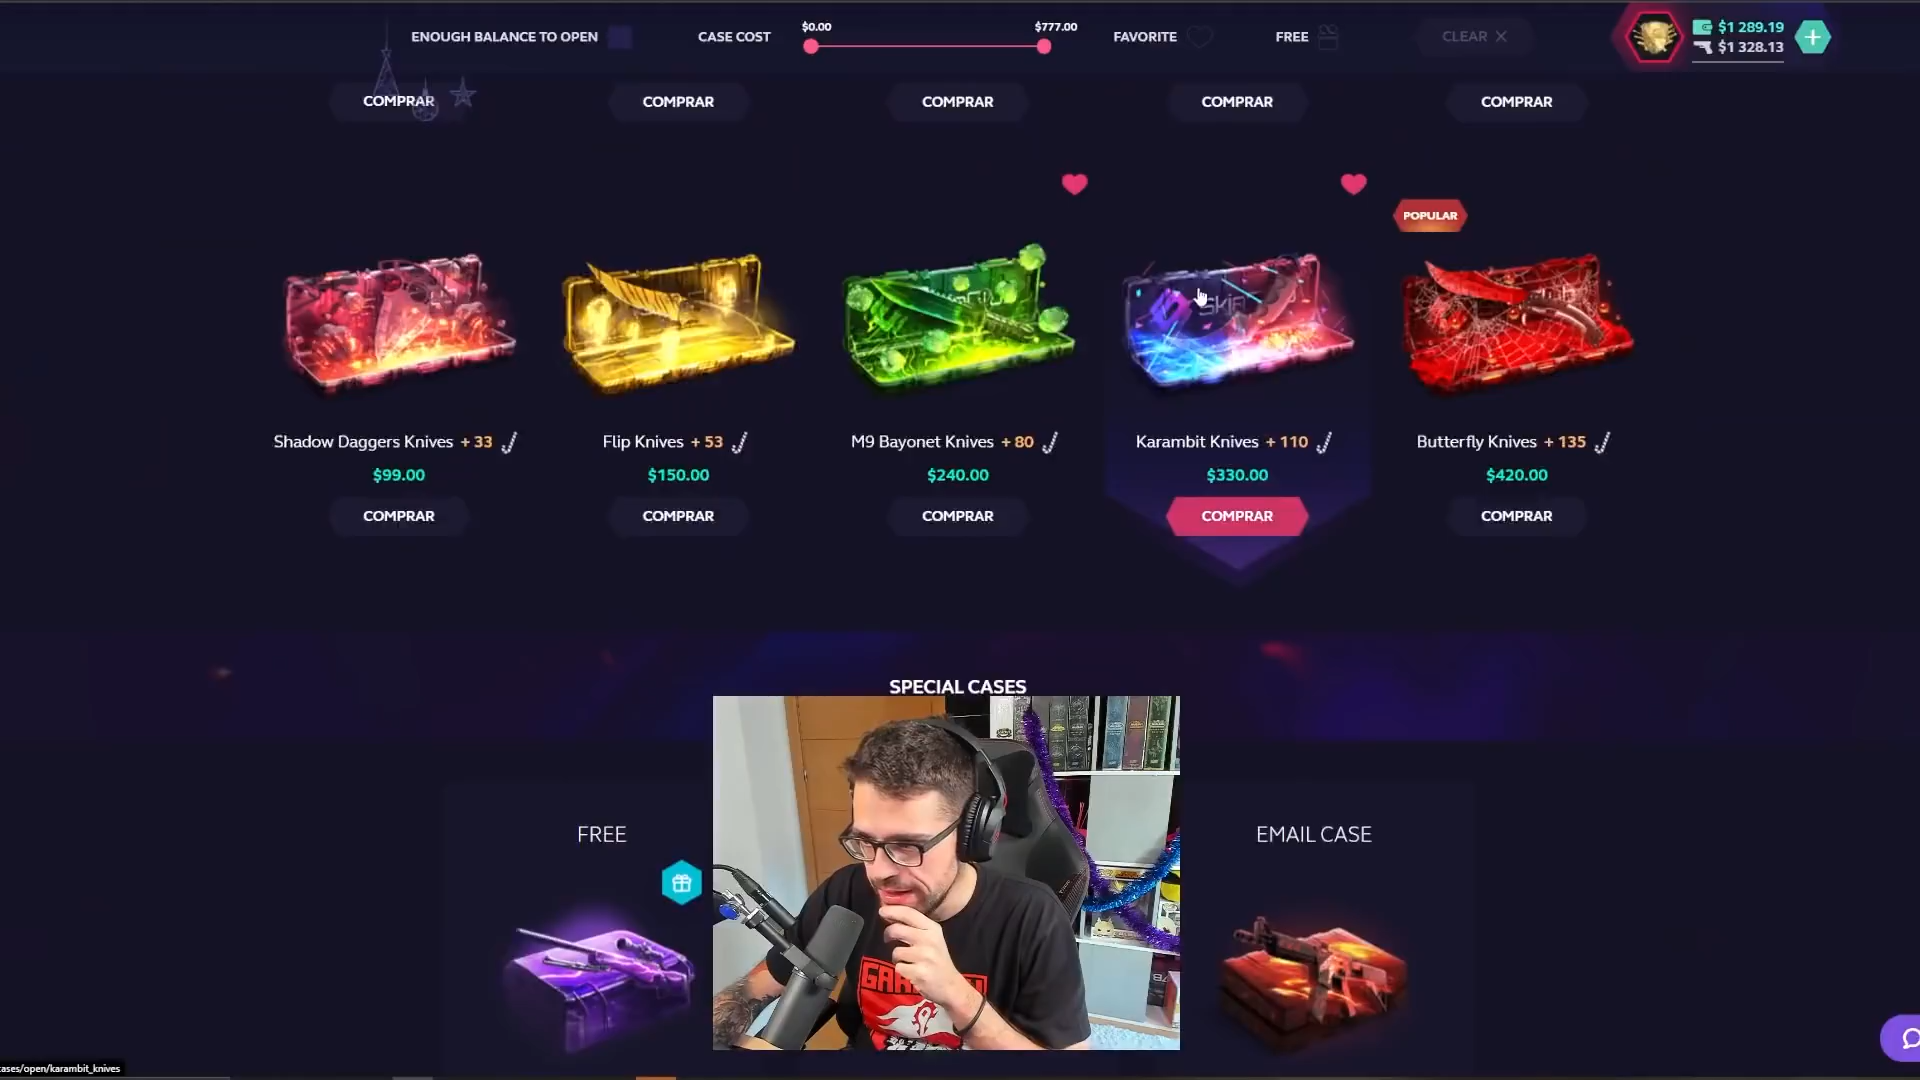 ENOUGH BALANCE TO OPEN
CASE COST
$0.00
$777.00
FAVORITE
FREE
CLEAR
$1 289.19
$1 328.13
COMPRAR
COMPRAR
COMPRAR
COMPRAR
COMPRAR
POPULAR
Shadow Daggers Knives + 33
$99.00
COMPRAR
Flip Knives + 53
$150.00
COMPRAR
M9 Bayonet Knives + 80
$240.00
COMPRAR
Karambit Knives + 110
$330.00
COMPRAR
Butterfly Knives + 135
$420.00
COMPRAR
SPECIAL CASES
FREE
EMAIL CASE
cases/open/karambit_knives